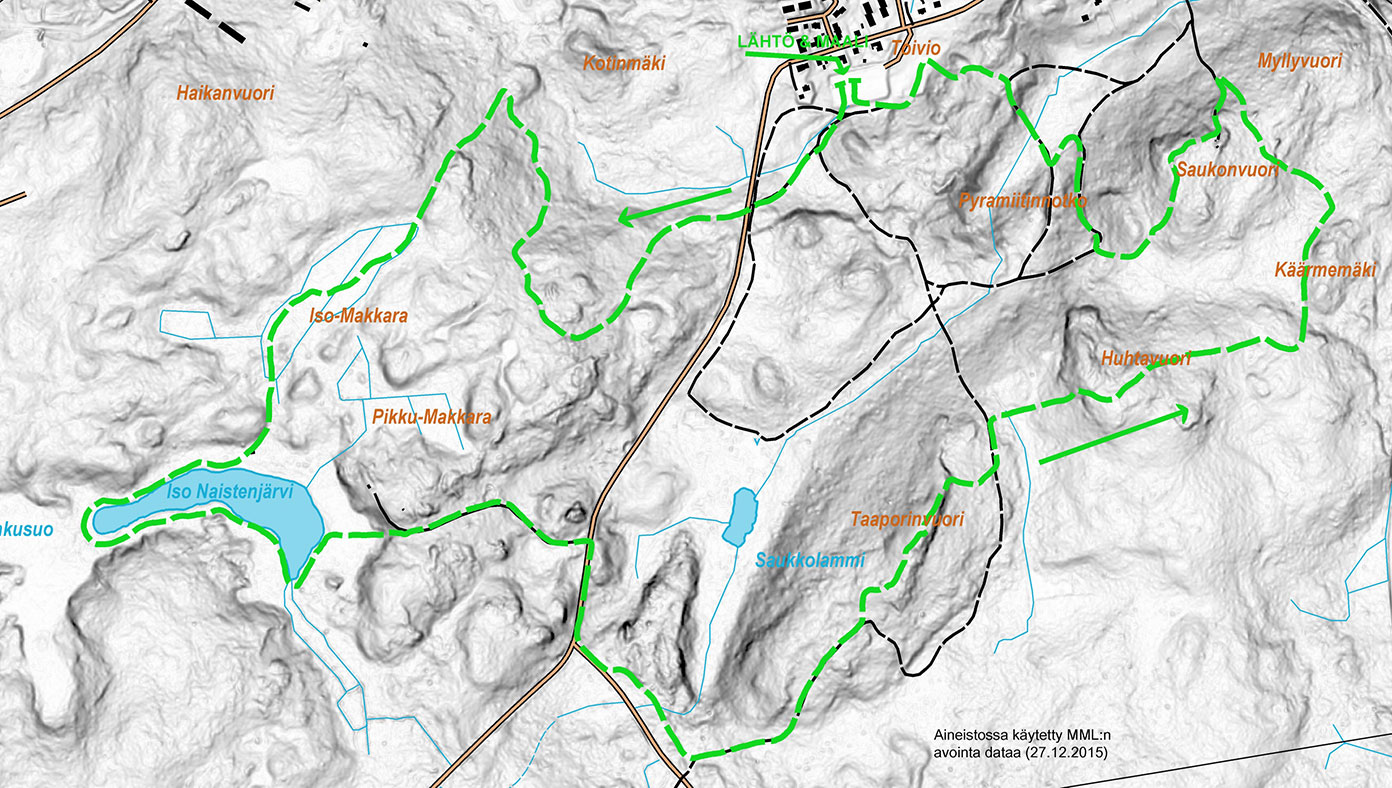 LÄHTÖ & MAALI
Toivio
Kotinmäki
Myllyvuori
Haikanvuori
Saukonvuori
Pyramiitinnotko
Käärmemäki
Iso-Makkara
Huhtavuori
Pikku-Makkara
Iso Naistenjärvi
Taaporinvuori
akusuo
Saukkolammi
Aineistossa käytetty MML:n
avointa dataa (27.12.2015)